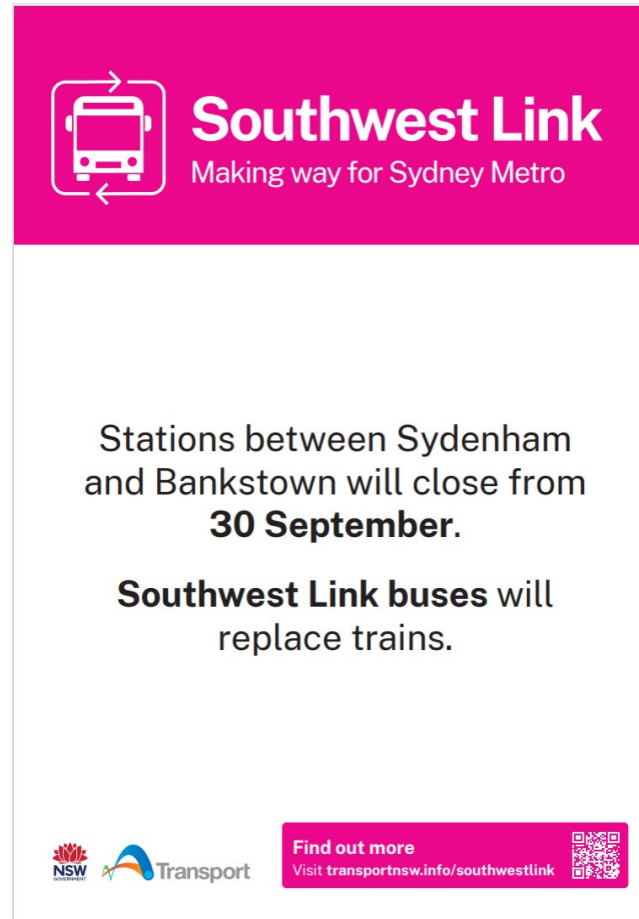 Southwest Link
Making way for Sydney Metro
Stations between Sydenham
and Bankstown will close from
30 September.
Southwest Link buses will
replace trains.
NSW
GOVERNMENT
Transport
Find out more
Visit transportnsw.info/southwestlink